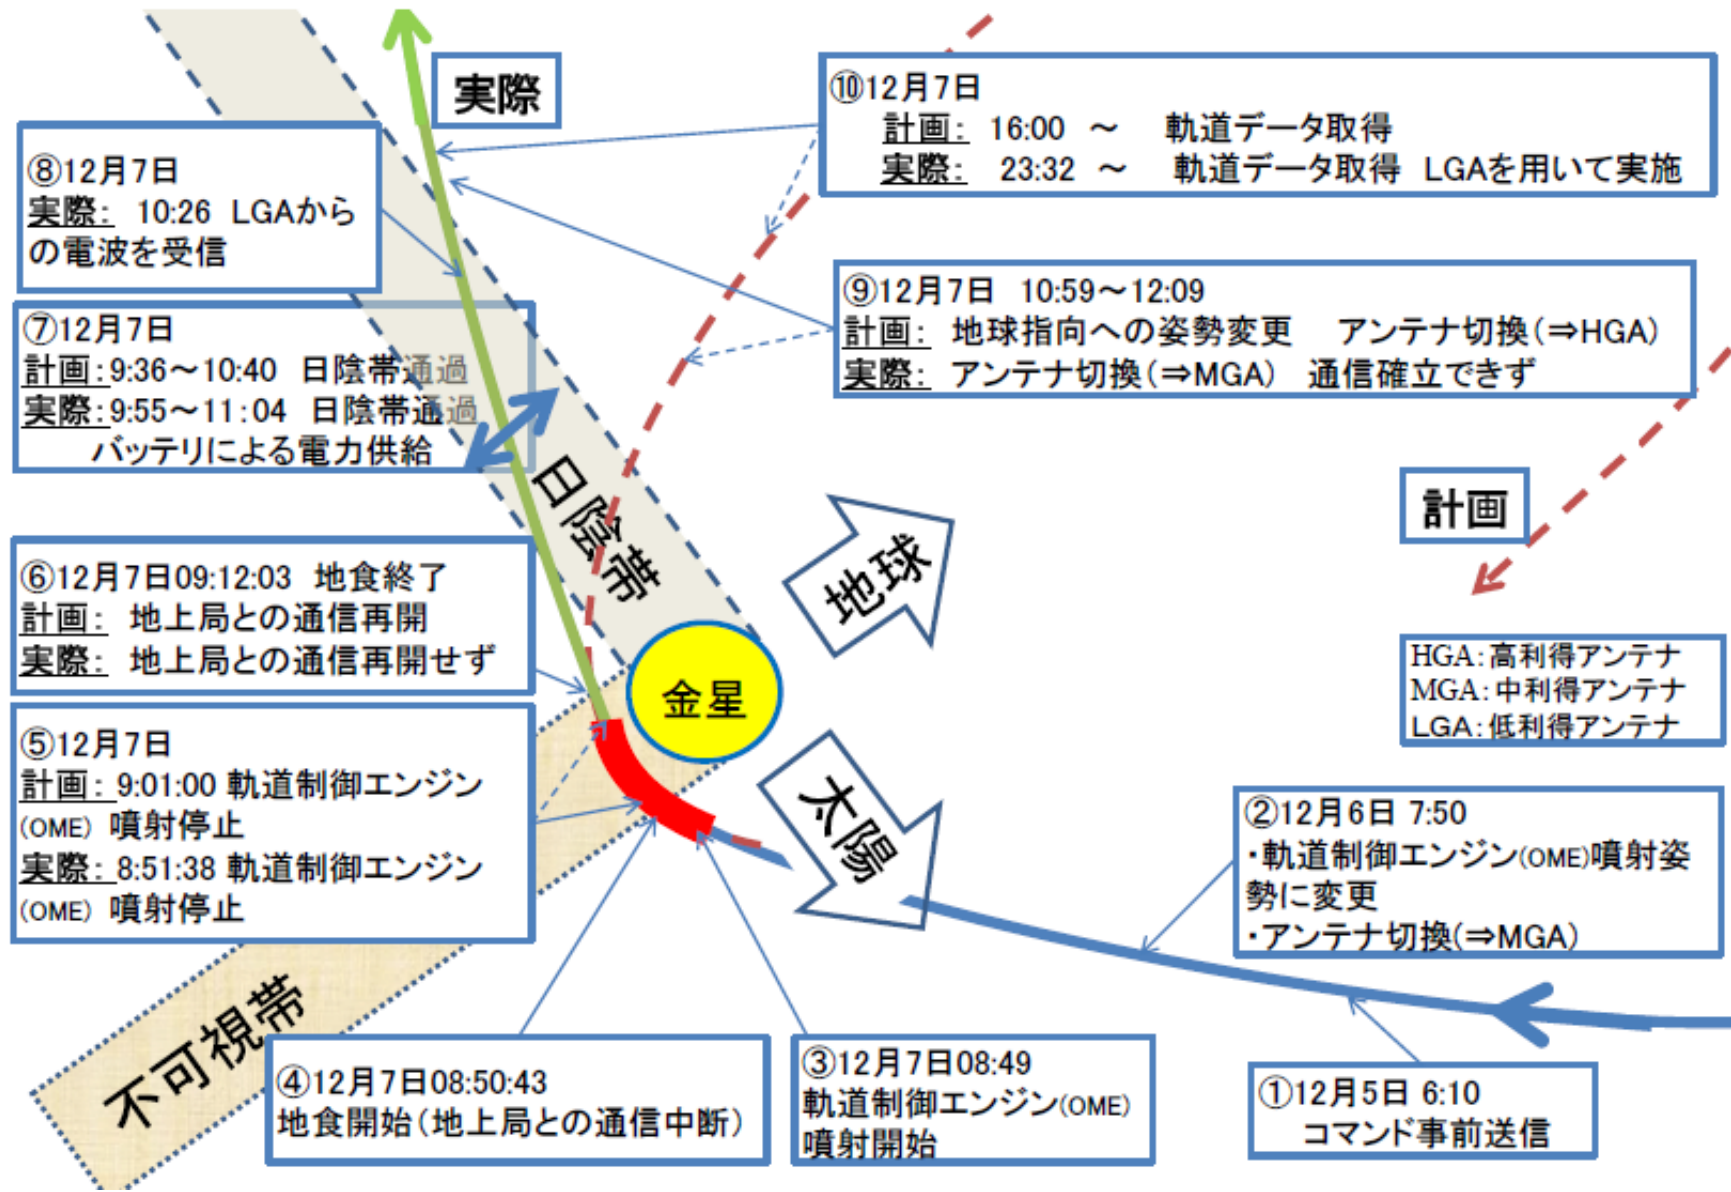 実際
⑩12月7日
計画： 16:00 ～ 軌道データ取得
実際： 23:32 ～ 軌道データ取得 LGAを用いて実施
⑧12月7日
実際： 10:26 LGAから
の電波を受信
⑨12月7日 10:59～12:09
計画： 地球指向への姿勢変更 アンテナ切換(⇒HGA)
実際： アンテナ切換(⇒MGA) 通信確立できず
⑦12月7日
計画:9:36～10:40 日陰帯通過
実際:9:55～11:04 日陰帯通過
バッテリによる電力供給
日陰帯
地球
計画
⑥12月7日09:12:03 地食終了
計画： 地上局との通信再開
実際： 地上局との通信再開せず
金星
HGA：高利得アンテナ
MGA：中利得アンテナ
LGA：低利得アンテナ
⑤12月7日
計画： 9:01:00 軌道制御エンジン
(OME) 噴射停止
実際： 8:51:38 軌道制御エンジン
(OME) 噴射停止
太陽
②12月6日 7:50
・軌道制御エンジン(OME)噴射姿
勢に変更
・アンテナ切換(⇒MGA)
不可視帯
④12月7日08:50:43
地食開始(地上局との通信中断)
③12月7日08:49
軌道制御エンジン(OME)
噴射開始
①12月5日 6:10
コマンド事前送信